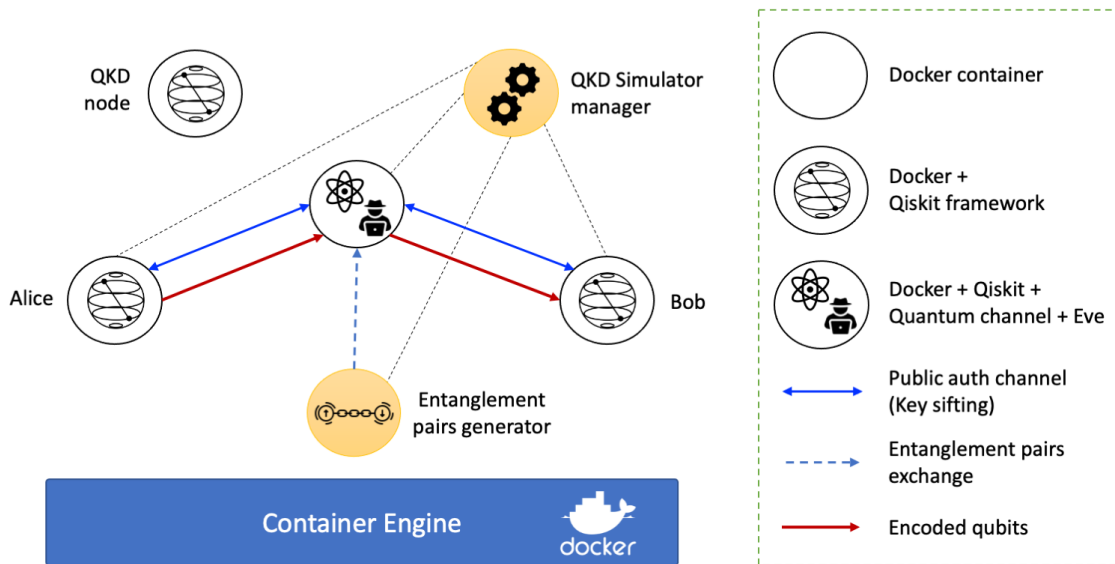 QKD
node
QKD Simulator
manager
Alice
Bob
Entanglement
pairs generator
Container Engine
docker
Docker container
Docker +
Qiskit framework
Docker + Qiskit +
Quantum channel + Eve
Public auth channel
(Key sifting)
Entanglement pairs
exchange
Encoded qubits